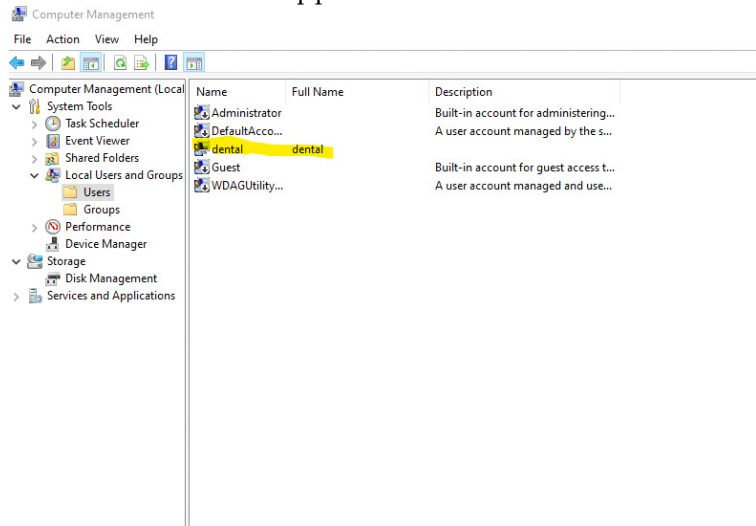 Computer Management
File Action View Help
Computer Management (Local
System Tools
Task Scheduler
Event Viewer
Shared Folders
Local Users and Groups
Users
Groups
Performance
Device Manager
Storage
Disk Management
Services and Applications
Name Full Name Description
Administrator Built-in account for administering...
DefaultAcco... A user account managed by the s...
dental dental
Guest Built-in account for guest access t...
WDAGUtility... A user account managed and use...